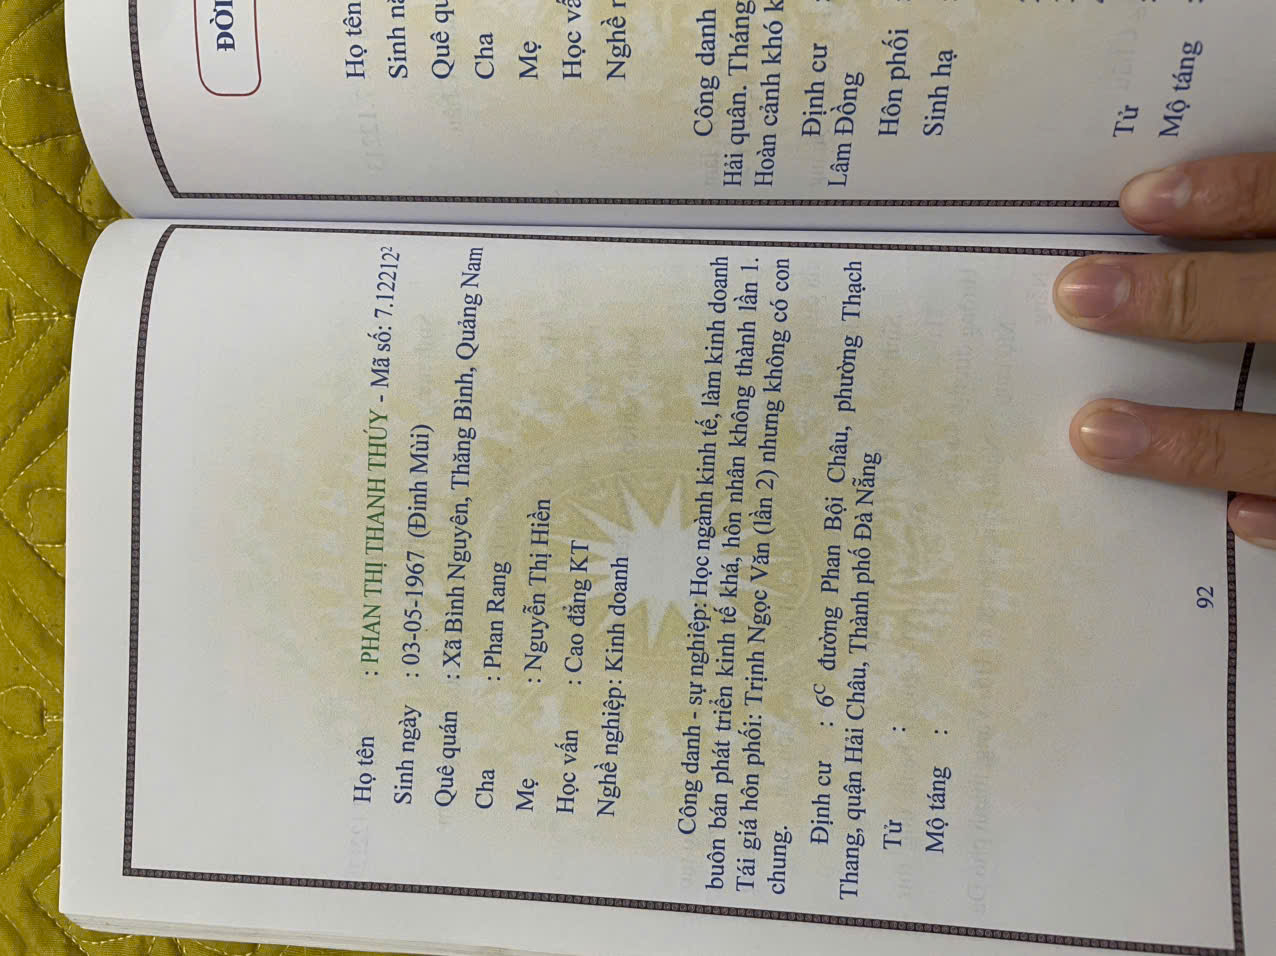 Họ tên : PHAN THỊ THANH THÚY - Mã số: 7.12212²
Sinh ngày : 03-05-1967 (Đinh Mùi)
Quê quán : Xã Bình Nguyên, Thăng Bình, Quảng Nam
Cha : Phan Rang
Mẹ : Nguyễn Thị Hiền
Học vấn : Cao đẳng KT
Nghề nghiệp: Kinh doanh
Công danh - sự nghiệp: Học ngành kinh tế, làm kinh doanh
buôn bán phát triển kinh tế khá, hôn nhân không thành lần 1.
Tái giá hôn phối: Trịnh Ngọc Văn (lần 2) nhưng không có con
chung.
Định cư : 6ᶜ đường Phan Bội Châu, phường Thạch
Thang, quận Hải Châu, Thành phố Đà Nẵng
Tử :
Mộ táng :
92
ĐỜI
Họ tên
Sinh
Quê
Cha
Mẹ
Học
Nghề
Công danh
Hải quân. Tháng
Hoàn cảnh khó
Định cư :
Lâm Đồng
Hôn phối :
Sinh hạ :
Tử :
Mộ táng :